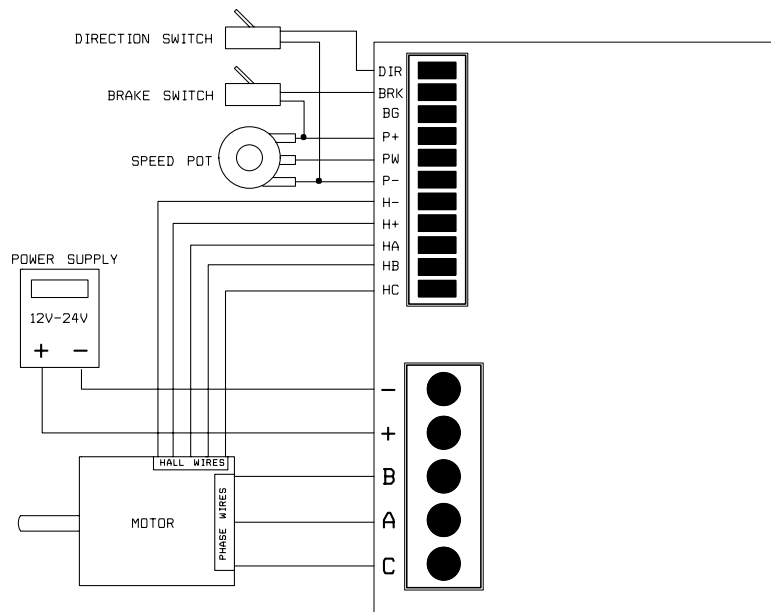 DIRECTION SWITCH
BRAKE SWITCH
SPEED POT
DIR
BRK
BG
P+
PW
P-
H-
H+
HA
HB
HC
POWER SUPPLY
12V-24V
+ -
-
+
B
A
C
HALL WIRES
PHASE WIRES
MOTOR